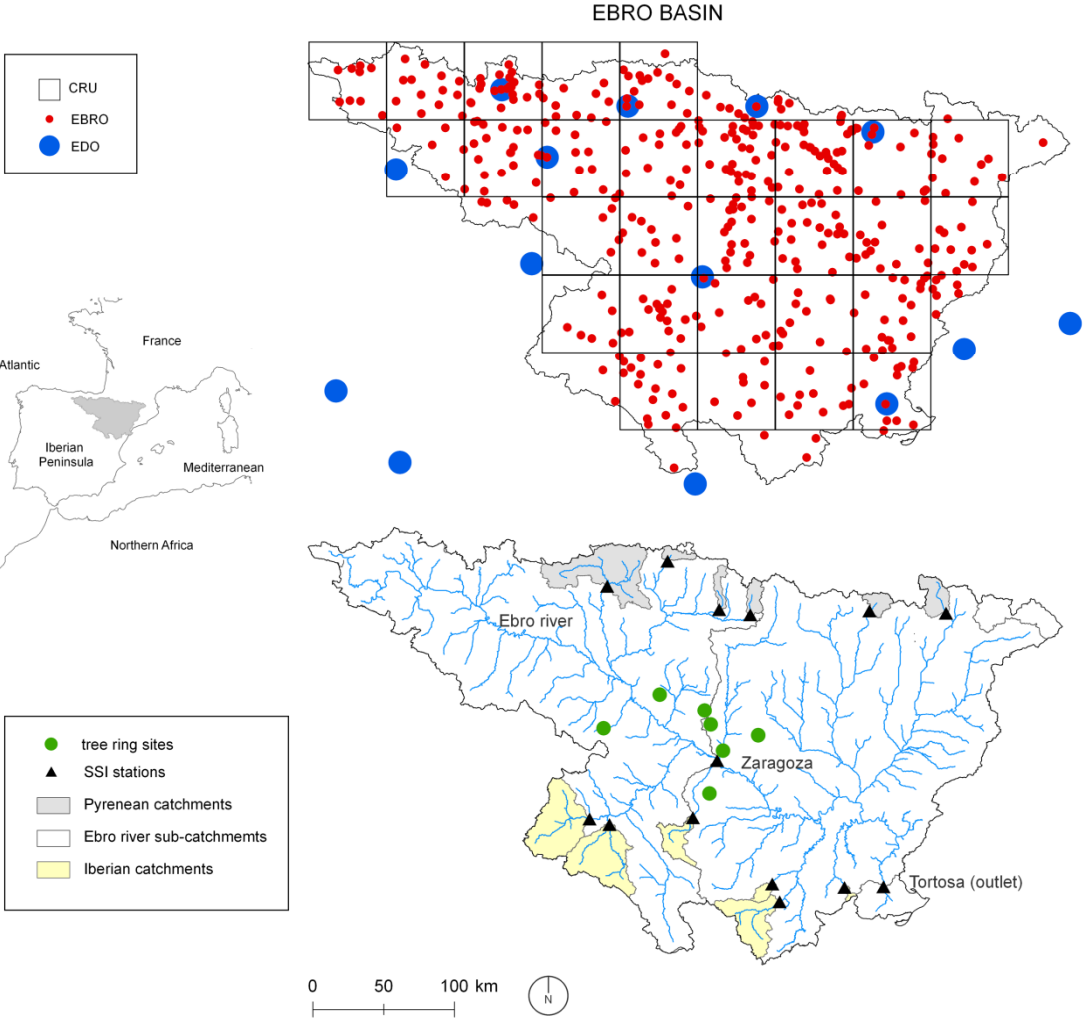 EBRO BASIN
CRU
EBRO
EDO
France
Atlantic
Iberian
Peninsula
Mediterranean
Northern Africa
Ebro river
Zaragoza
Tortosa (outlet)
tree ring sites
SSI stations
Pyrenean catchments
Ebro river sub-catchmemts
Iberian catchments
0 50 100 km
N